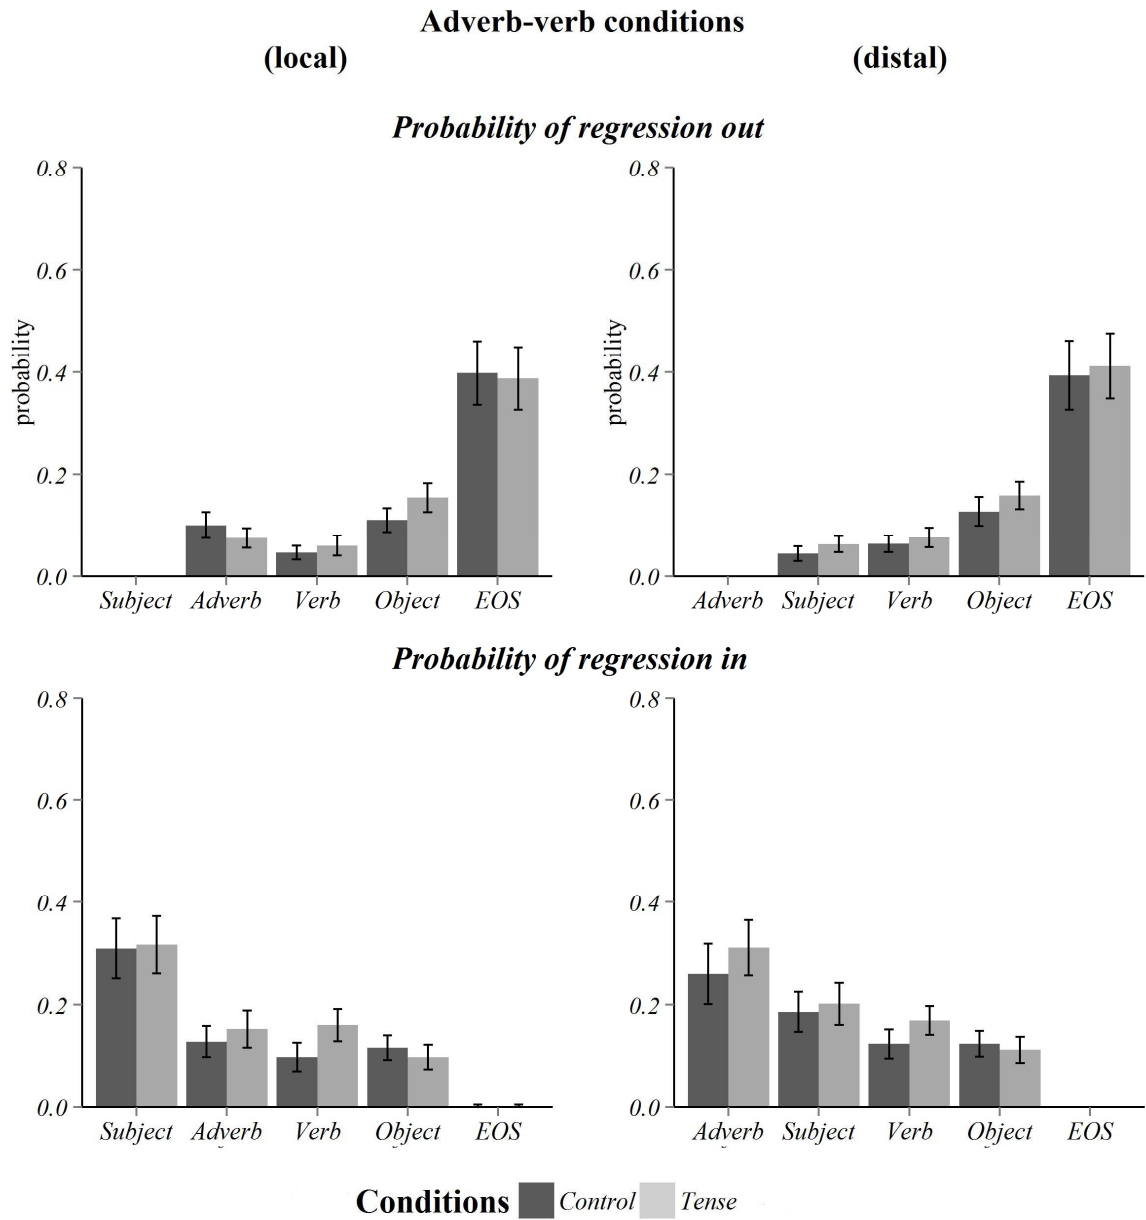 Adverb-verb conditions
(local) (distal)
Probability of regression out
0.8
0.6
0.4
0.2
0.0
probability
Subject Adverb Verb Object EOS
0.8
0.6
0.4
0.2
0.0
probability
Adverb Subject Verb Object EOS
Probability of regression in
0.8
0.6
0.4
0.2
0.0
Subject Adverb Verb Object EOS
0.8
0.6
0.4
0.2
0.0
Adverb Subject Verb Object EOS
Conditions Control Tense